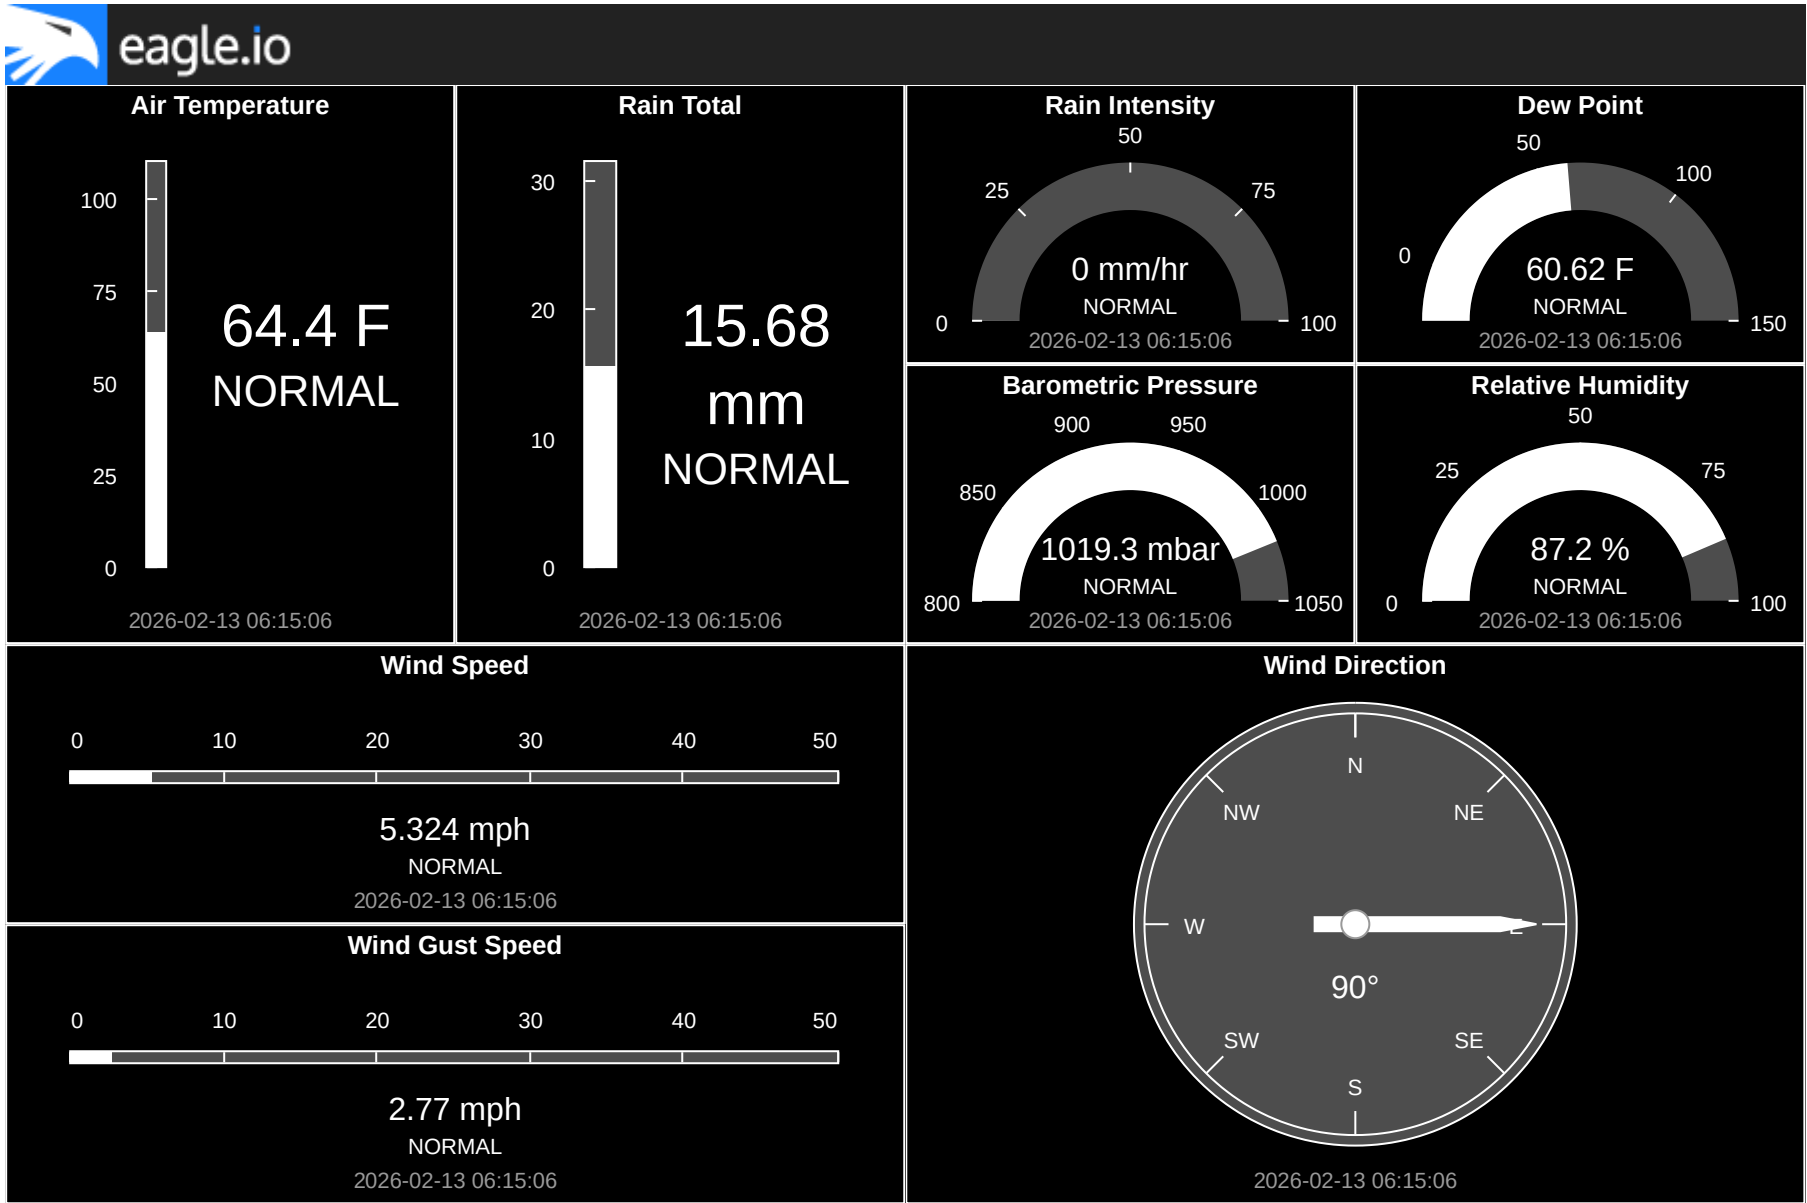 eagle.io
Air Temperature
100
75
50
25
0
64.4 F
NORMAL
2026-02-13 06:15:06
Rain Total
30
20
10
0
15.68
mm
NORMAL
2026-02-13 06:15:06
Rain Intensity
0
25
50
75
100
0 mm/hr
NORMAL
2026-02-13 06:15:06
Dew Point
0
50
100
150
60.62 F
NORMAL
2026-02-13 06:15:06
Barometric Pressure
800
850
900
950
1000
1050
1019.3 mbar
NORMAL
2026-02-13 06:15:06
Relative Humidity
0
25
50
75
100
87.2 %
NORMAL
2026-02-13 06:15:06
Wind Speed
0 10 20 30 40 50
5.324 mph
NORMAL
2026-02-13 06:15:06
Wind Gust Speed
0 10 20 30 40 50
2.77 mph
NORMAL
2026-02-13 06:15:06
Wind Direction
N
NW NE
W E
90°
SW SE
S
2026-02-13 06:15:06